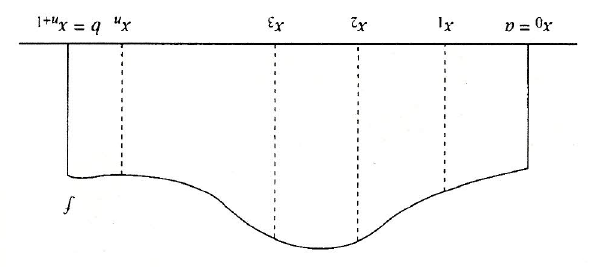 f
x₀ = a x₁ x₂ x₃ xₙ b = xₙ₊₁